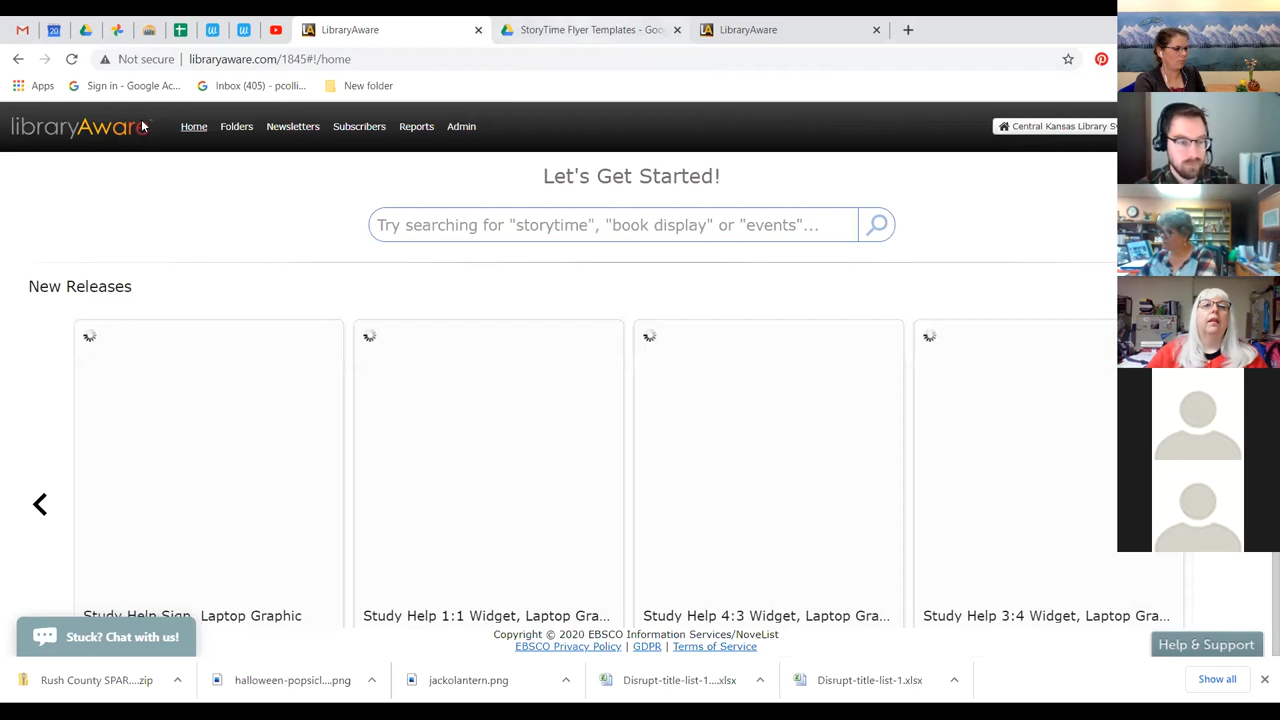 20
LibraryAware
StoryTime Flyer Templates - Goo
LibraryAware
Not secure
libraryaware.com/1845#!/home
Apps
Sign in - Google Ac...
Inbox (405) - pcolli...
New folder
libraryAware
Home
Folders
Newsletters
Subscribers
Reports
Admin
Central Kansas Library Sy
Let's Get Started!
Try searching for "storytime", "book display" or "events"...
New Releases
Study Help Sign, Laptop Graphic
Study Help 1:1 Widget, Laptop Gra...
Study Help 4:3 Widget, Laptop Gra...
Study Help 3:4 Widget, Laptop Gra...
Stuck? Chat with us!
Copyright © 2020 EBSCO Information Services/NoveList
EBSCO Privacy Policy | GDPR | Terms of Service
Help & Support
Rush County SPAR....zip
halloween-popsicl....png
jackolantern.png
Disrupt-title-list-1....xlsx
Disrupt-title-list-1.xlsx
Show all